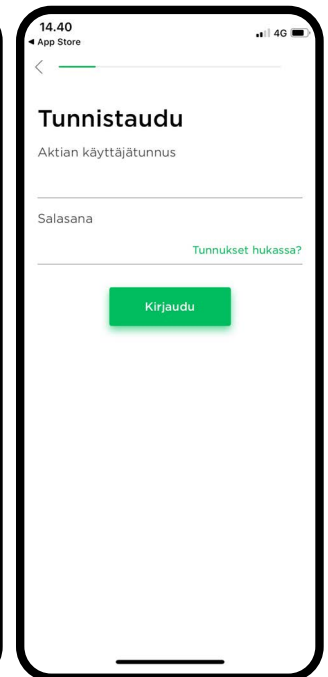 14.40
◀ App Store
4G
Tunnistaudu
Aktian käyttäjätunnus
Salasana
Tunnukset hukassa?
Kirjaudu